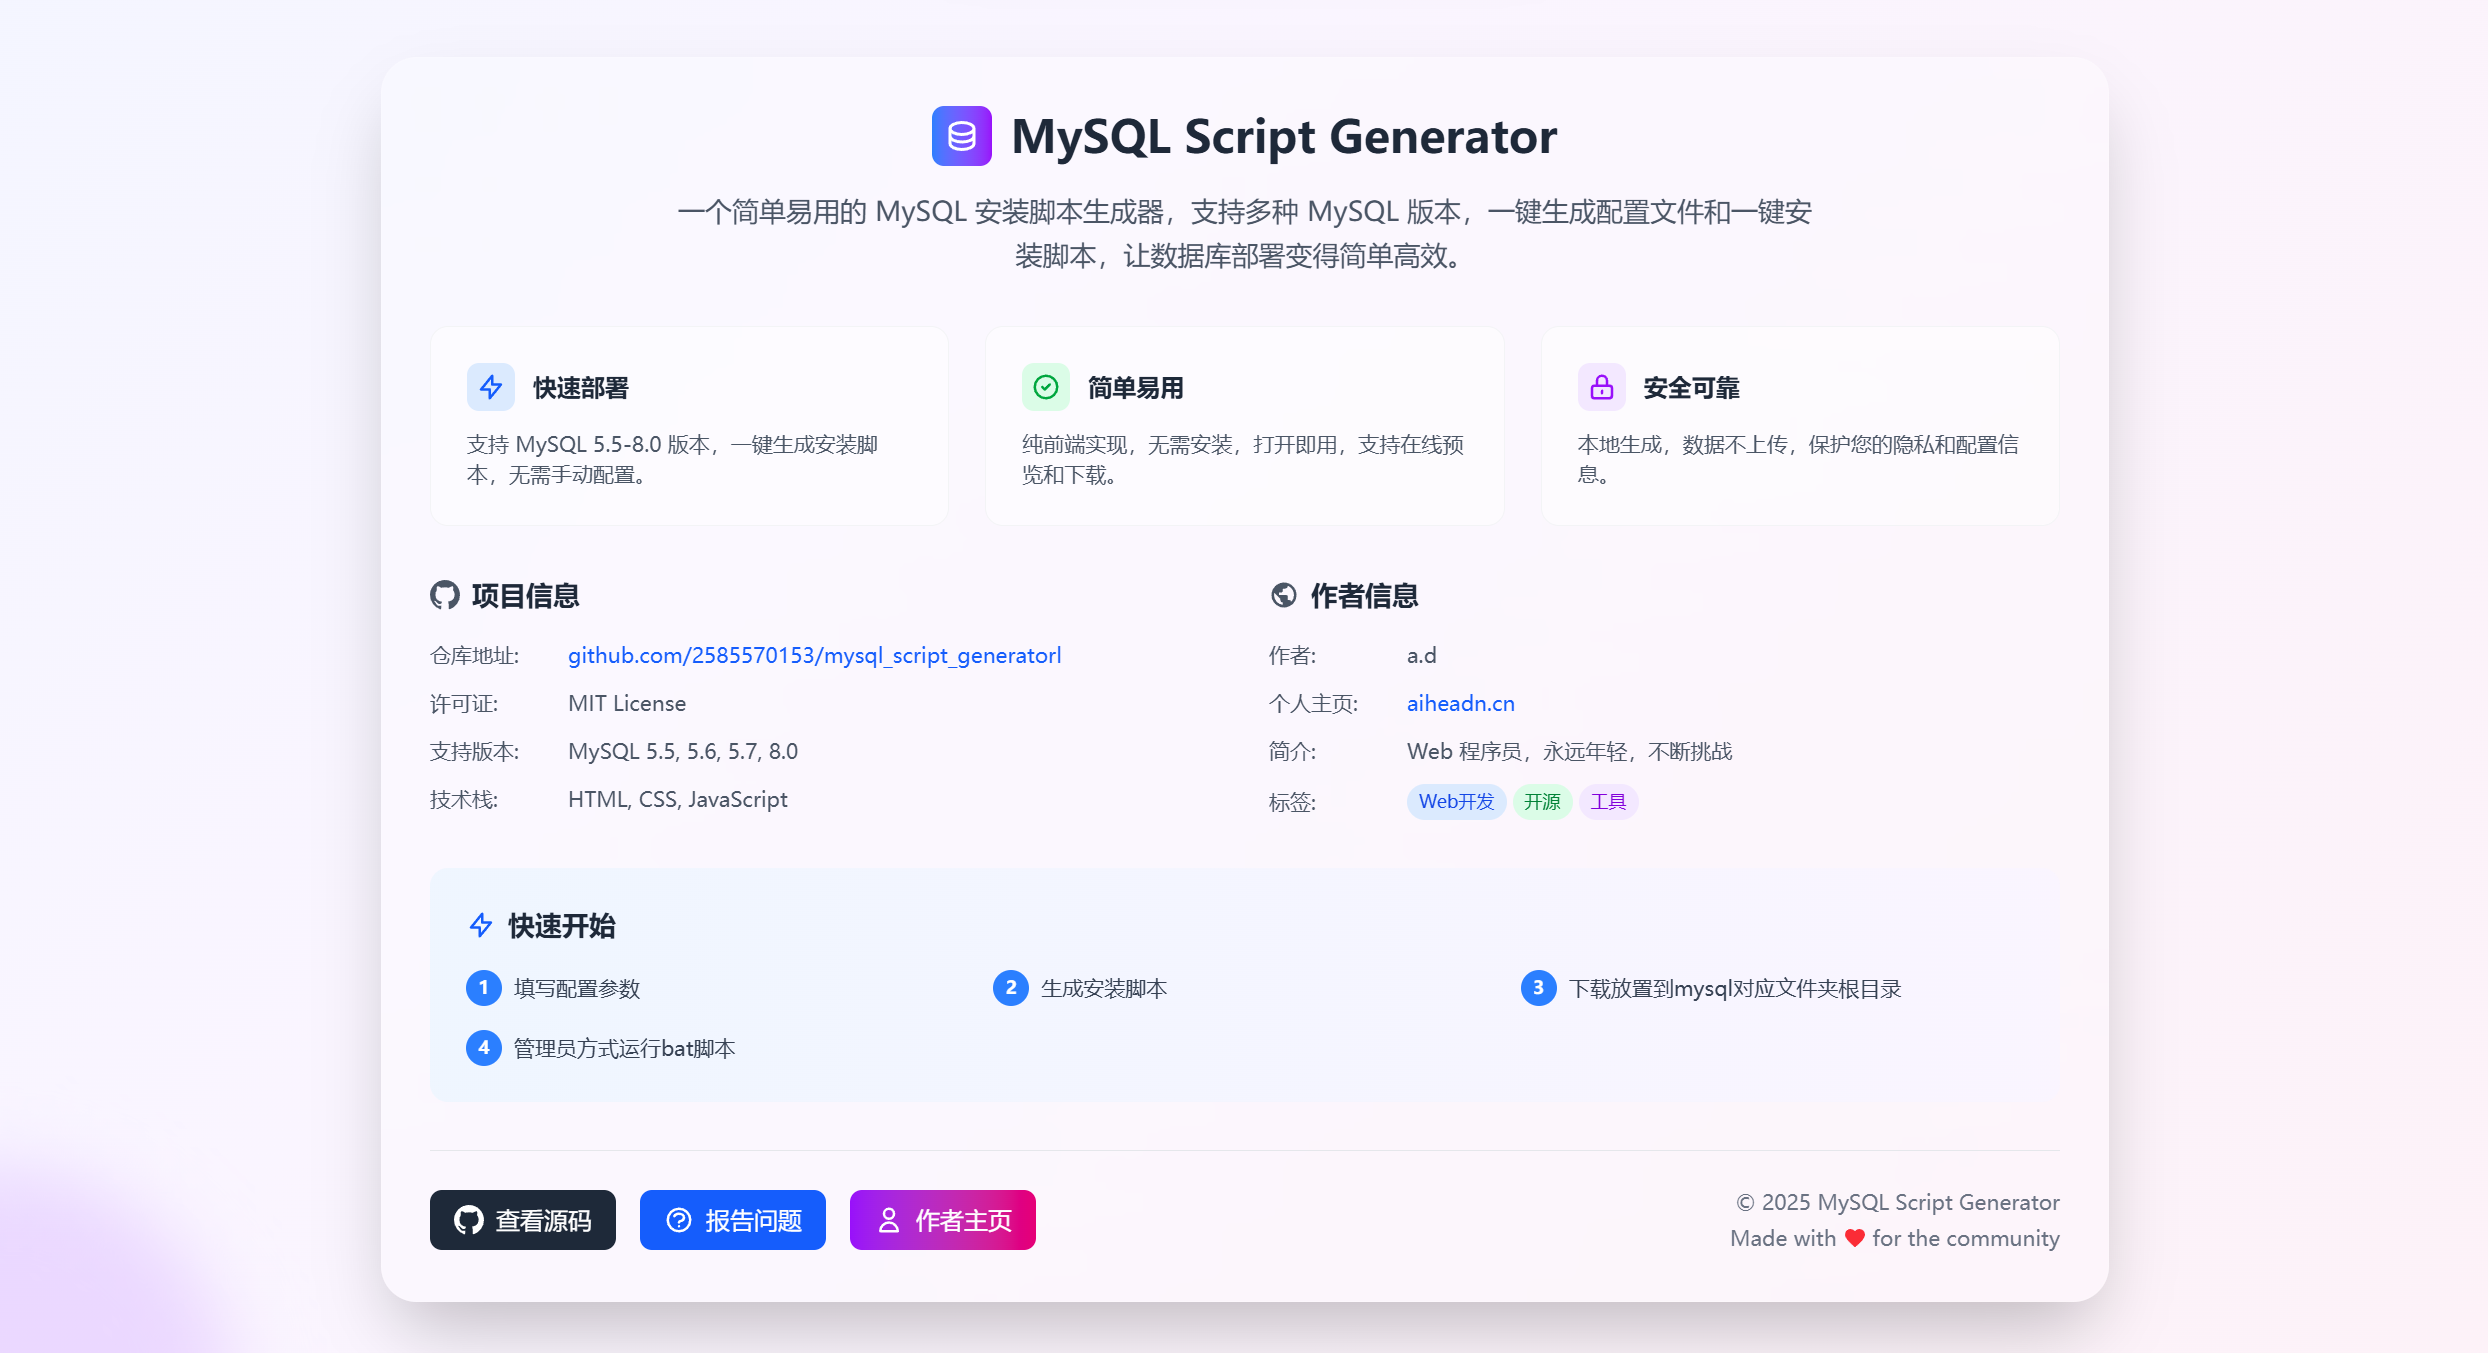 MySQL Script Generator
一个简单易用的 MySQL 安装脚本生成器，支持多种 MySQL 版本，一键生成配置文件和一键安
装脚本，让数据库部署变得简单高效。
快速部署
支持 MySQL 5.5-8.0 版本，一键生成安装脚
本，无需手动配置。
简单易用
纯前端实现，无需安装，打开即用，支持在线预
览和下载。
安全可靠
本地生成，数据不上传，保护您的隐私和配置信
息。
项目信息
仓库地址: github.com/2585570153/mysql_script_generatorl
许可证: MIT License
支持版本: MySQL 5.5, 5.6, 5.7, 8.0
技术栈: HTML, CSS, JavaScript
作者信息
作者: a.d
个人主页: aiheadn.cn
简介: Web 程序员，永远年轻，不断挑战
标签: Web开发 开源 工具
快速开始
1 填写配置参数
2 生成安装脚本
3 下载放置到mysql对应文件夹根目录
4 管理员方式运行bat脚本
查看源码
报告问题
作者主页
© 2025 MySQL Script Generator
Made with ❤️ for the community